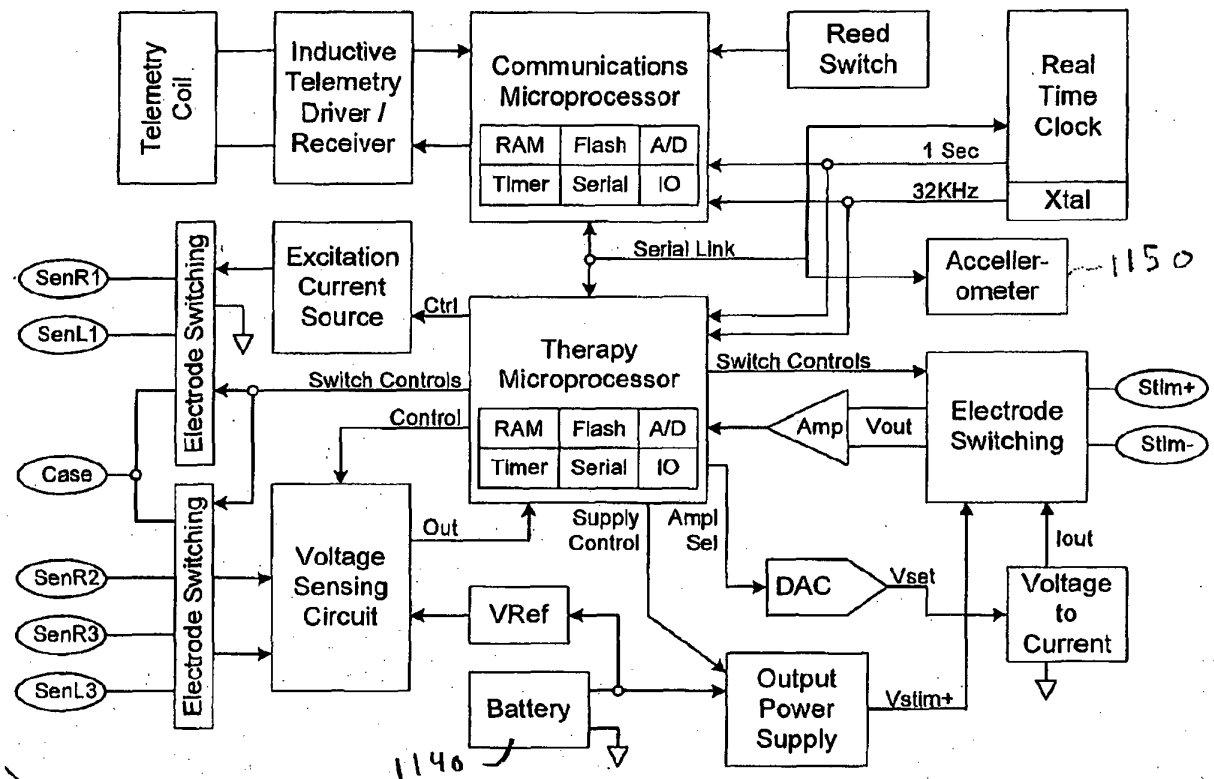 Telemetry
Coil
Inductive
Telemetry
Driver /
Receiver
Communications
Microprocessor
RAM Flash A/D
Timer Serial IO
Reed
Switch
Real
Time
Clock
Xtal
1 Sec
32KHz
Serial Link
Acceller-
ometer
1150
SenR1
SenL1
Electrode Switching
Excitation
Current
Source
Ctrl
Therapy
Microprocessor
RAM Flash A/D
Timer Serial IO
Switch Controls
Switch Controls
Control
Amp
Vout
Electrode
Switching
Stim+
Stim-
Case
SenR2
SenR3
SenL3
Electrode Switching
Voltage
Sensing
Circuit
Out
Supply
Control
Ampl
Sel
DAC
Vset
Iout
Voltage
to
Current
VRef
Battery
1140
Output
Power
Supply
Vstim+